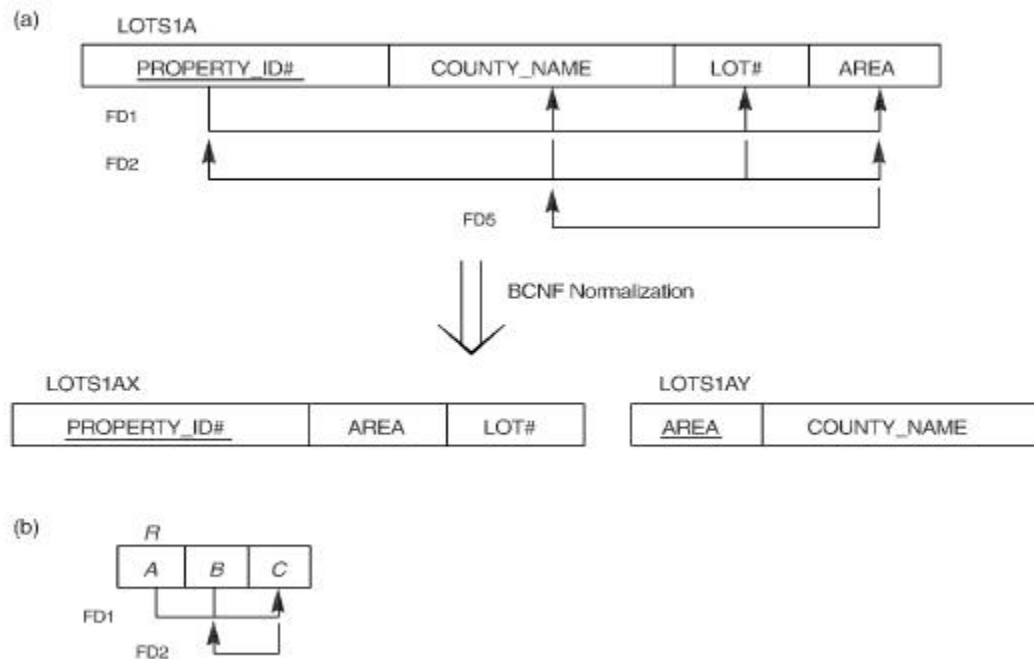 (a)
LOTS1A
PROPERTY_ID# COUNTY_NAME LOT# AREA
FD1
FD2
FD5
BCNF Normalization
LOTS1AX LOTS1AY
PROPERTY_ID# AREA LOT# AREA COUNTY_NAME
(b)
R
A B C
FD1
FD2